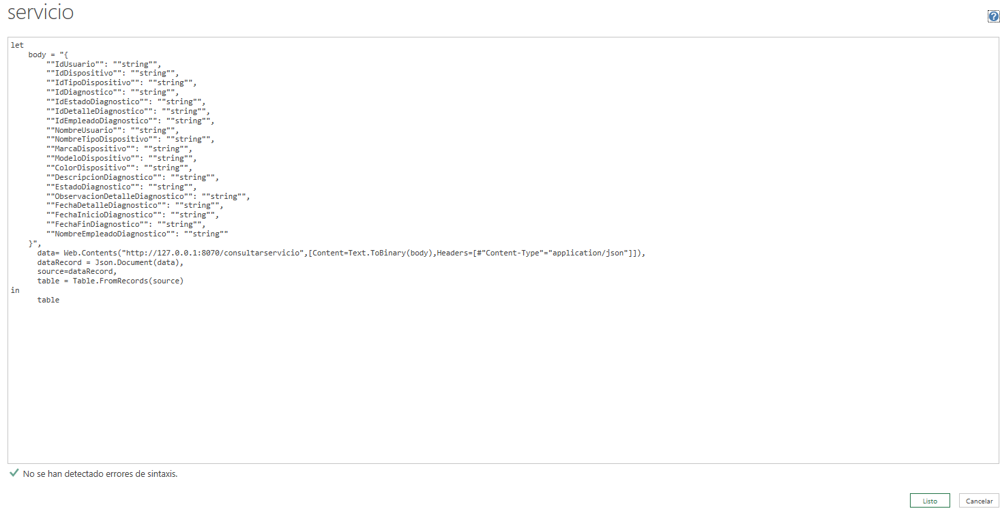 servicio
let
    body = "{
        ""IdUsuario"": ""string"",
        ""IdDispositivo"": ""string"",
        ""IdTipoDispositivo"": ""string"",
        ""IdDiagnostico"": ""string"",
        ""IdEstadoDiagnostico"": ""string"",
        ""IdDetalleDiagnostico"": ""string"",
        ""IdEmpleadoDiagnostico"": ""string"",
        ""NombreUsuario"": ""string"",
        ""NombreTipoDispositivo"": ""string"",
        ""MarcaDispositivo"": ""string"",
        ""ModeloDispositivo"": ""string"",
        ""ColorDispositivo"": ""string"",
        ""DescripcionDiagnostico"": ""string"",
        ""EstadoDiagnostico"": ""string"",
        ""ObservacionDetalleDiagnostico"": ""string"",
        ""FechaDetalleDiagnostico"": ""string"",
        ""FechaInicioDiagnostico"": ""string"",
        ""FechaFinDiagnostico"": ""string"",
        ""NombreEmpleadoDiagnostico"": ""string""
    }",
      data= Web.Contents("http://127.0.0.1:8070/consultarservicio",[Content=Text.ToBinary(body),Headers=[#"Content-Type"="application/json"]]),
      dataRecord = Json.Document(data),
      source=dataRecord,
      table = Table.FromRecords(source)
in
      table
No se han detectado errores de sintaxis.
Listo
Cancelar